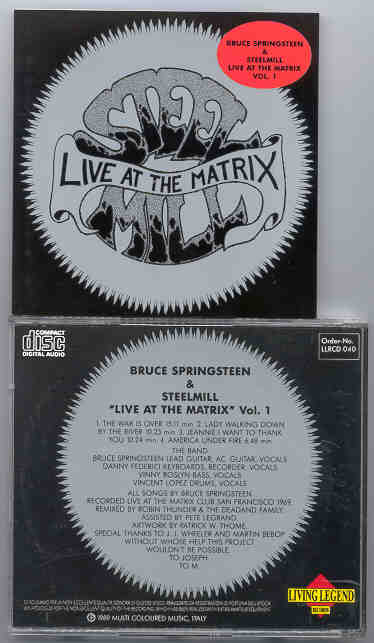 BRUCE SPRINGSTEEN
&
STEELMILL
LIVE AT THE MATRIX
VOL. 1
STEEL
LIVE AT THE MATRIX
MILL
COMPACT
disc
DIGITAL AUDIO
Order-No.
LLRCD 040
BRUCE SPRINGSTEEN
&
STEELMILL
"LIVE AT THE MATRIX" Vol. 1
1. THE WAR IS OVER 15.11 min 2. LADY WALKING DOWN
BY THE RIVER 10.23 min 3. JEANNIE I WANT TO THANK
YOU 10.24 min. 4. AMERICA UNDER FIRE 6.48 min.
THE BAND:
BRUCE SPRINGSTEEN LEAD GUITAR, AC. GUITAR, VOCALS
DANNY FEDERICI KEYBOARDS, RECORDER, VOCALS
VINNY ROSLYN-BASS, VOCALS
VINCENT LOPEZ DRUMS, VOCALS
ALL SONGS BY BRUCE SPRINGSTEEN
RECORDED LIVE AT THE MATRIX CLUB SAN FRANCISCO 1969
REMIXED BY ROBIN THUNDER & THE DEADAND FAMILY.
ASSISTED BY PETE LEGRAND.
ARTWORK BY PATRICK W. THOME.
SPECIAL THANKS TO J. J. WHEELER AND MARTIN BEBOP
WITHOUT WHOSE HELP THIS PROJECT
WOULDN'T BE POSSIBLE.
TO JOSEPH
TO M.
© 1989 MULTI COLOURED MUSIC, ITALY
LIVING LEGEND
RECORDS